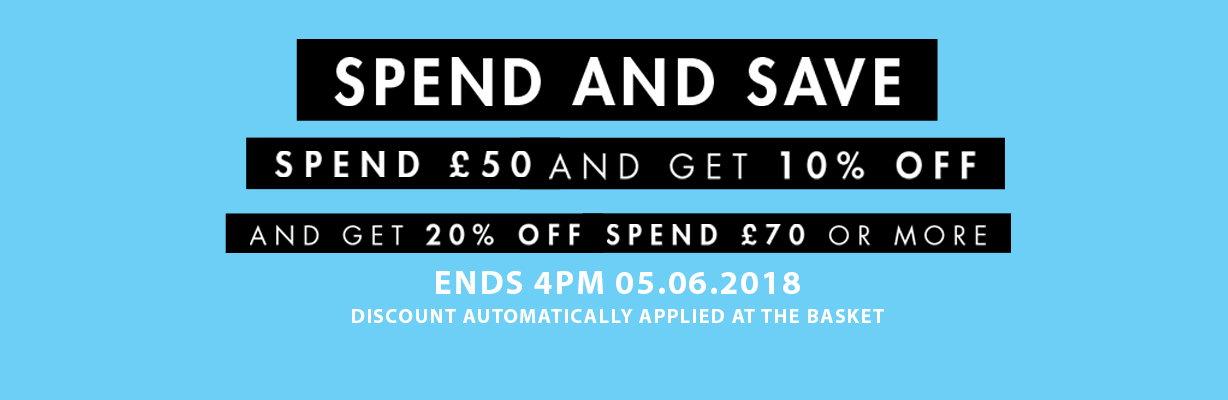 SPEND AND SAVE
SPEND £50 AND GET 10% OFF
AND GET 20% OFF SPEND £70 OR MORE
ENDS 4PM 05.06.2018
DISCOUNT AUTOMATICALLY APPLIED AT THE BASKET